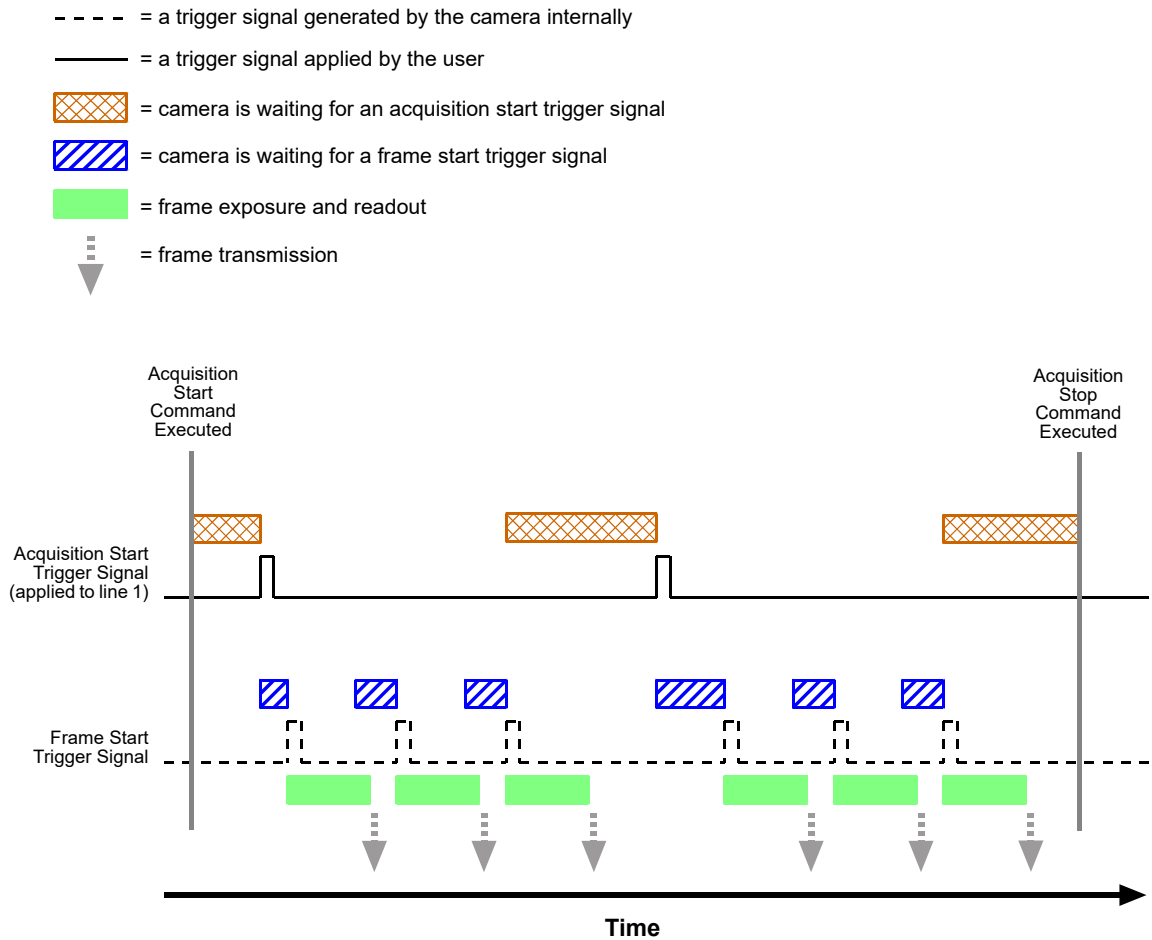 = a trigger signal generated by the camera internally
= a trigger signal applied by the user
= camera is waiting for an acquisition start trigger signal
= camera is waiting for a frame start trigger signal
= frame exposure and readout
= frame transmission
Acquisition
Start
Command
Executed
Acquisition
Stop
Command
Executed
Acquisition Start
Trigger Signal
(applied to line 1)
Frame Start
Trigger Signal
Time